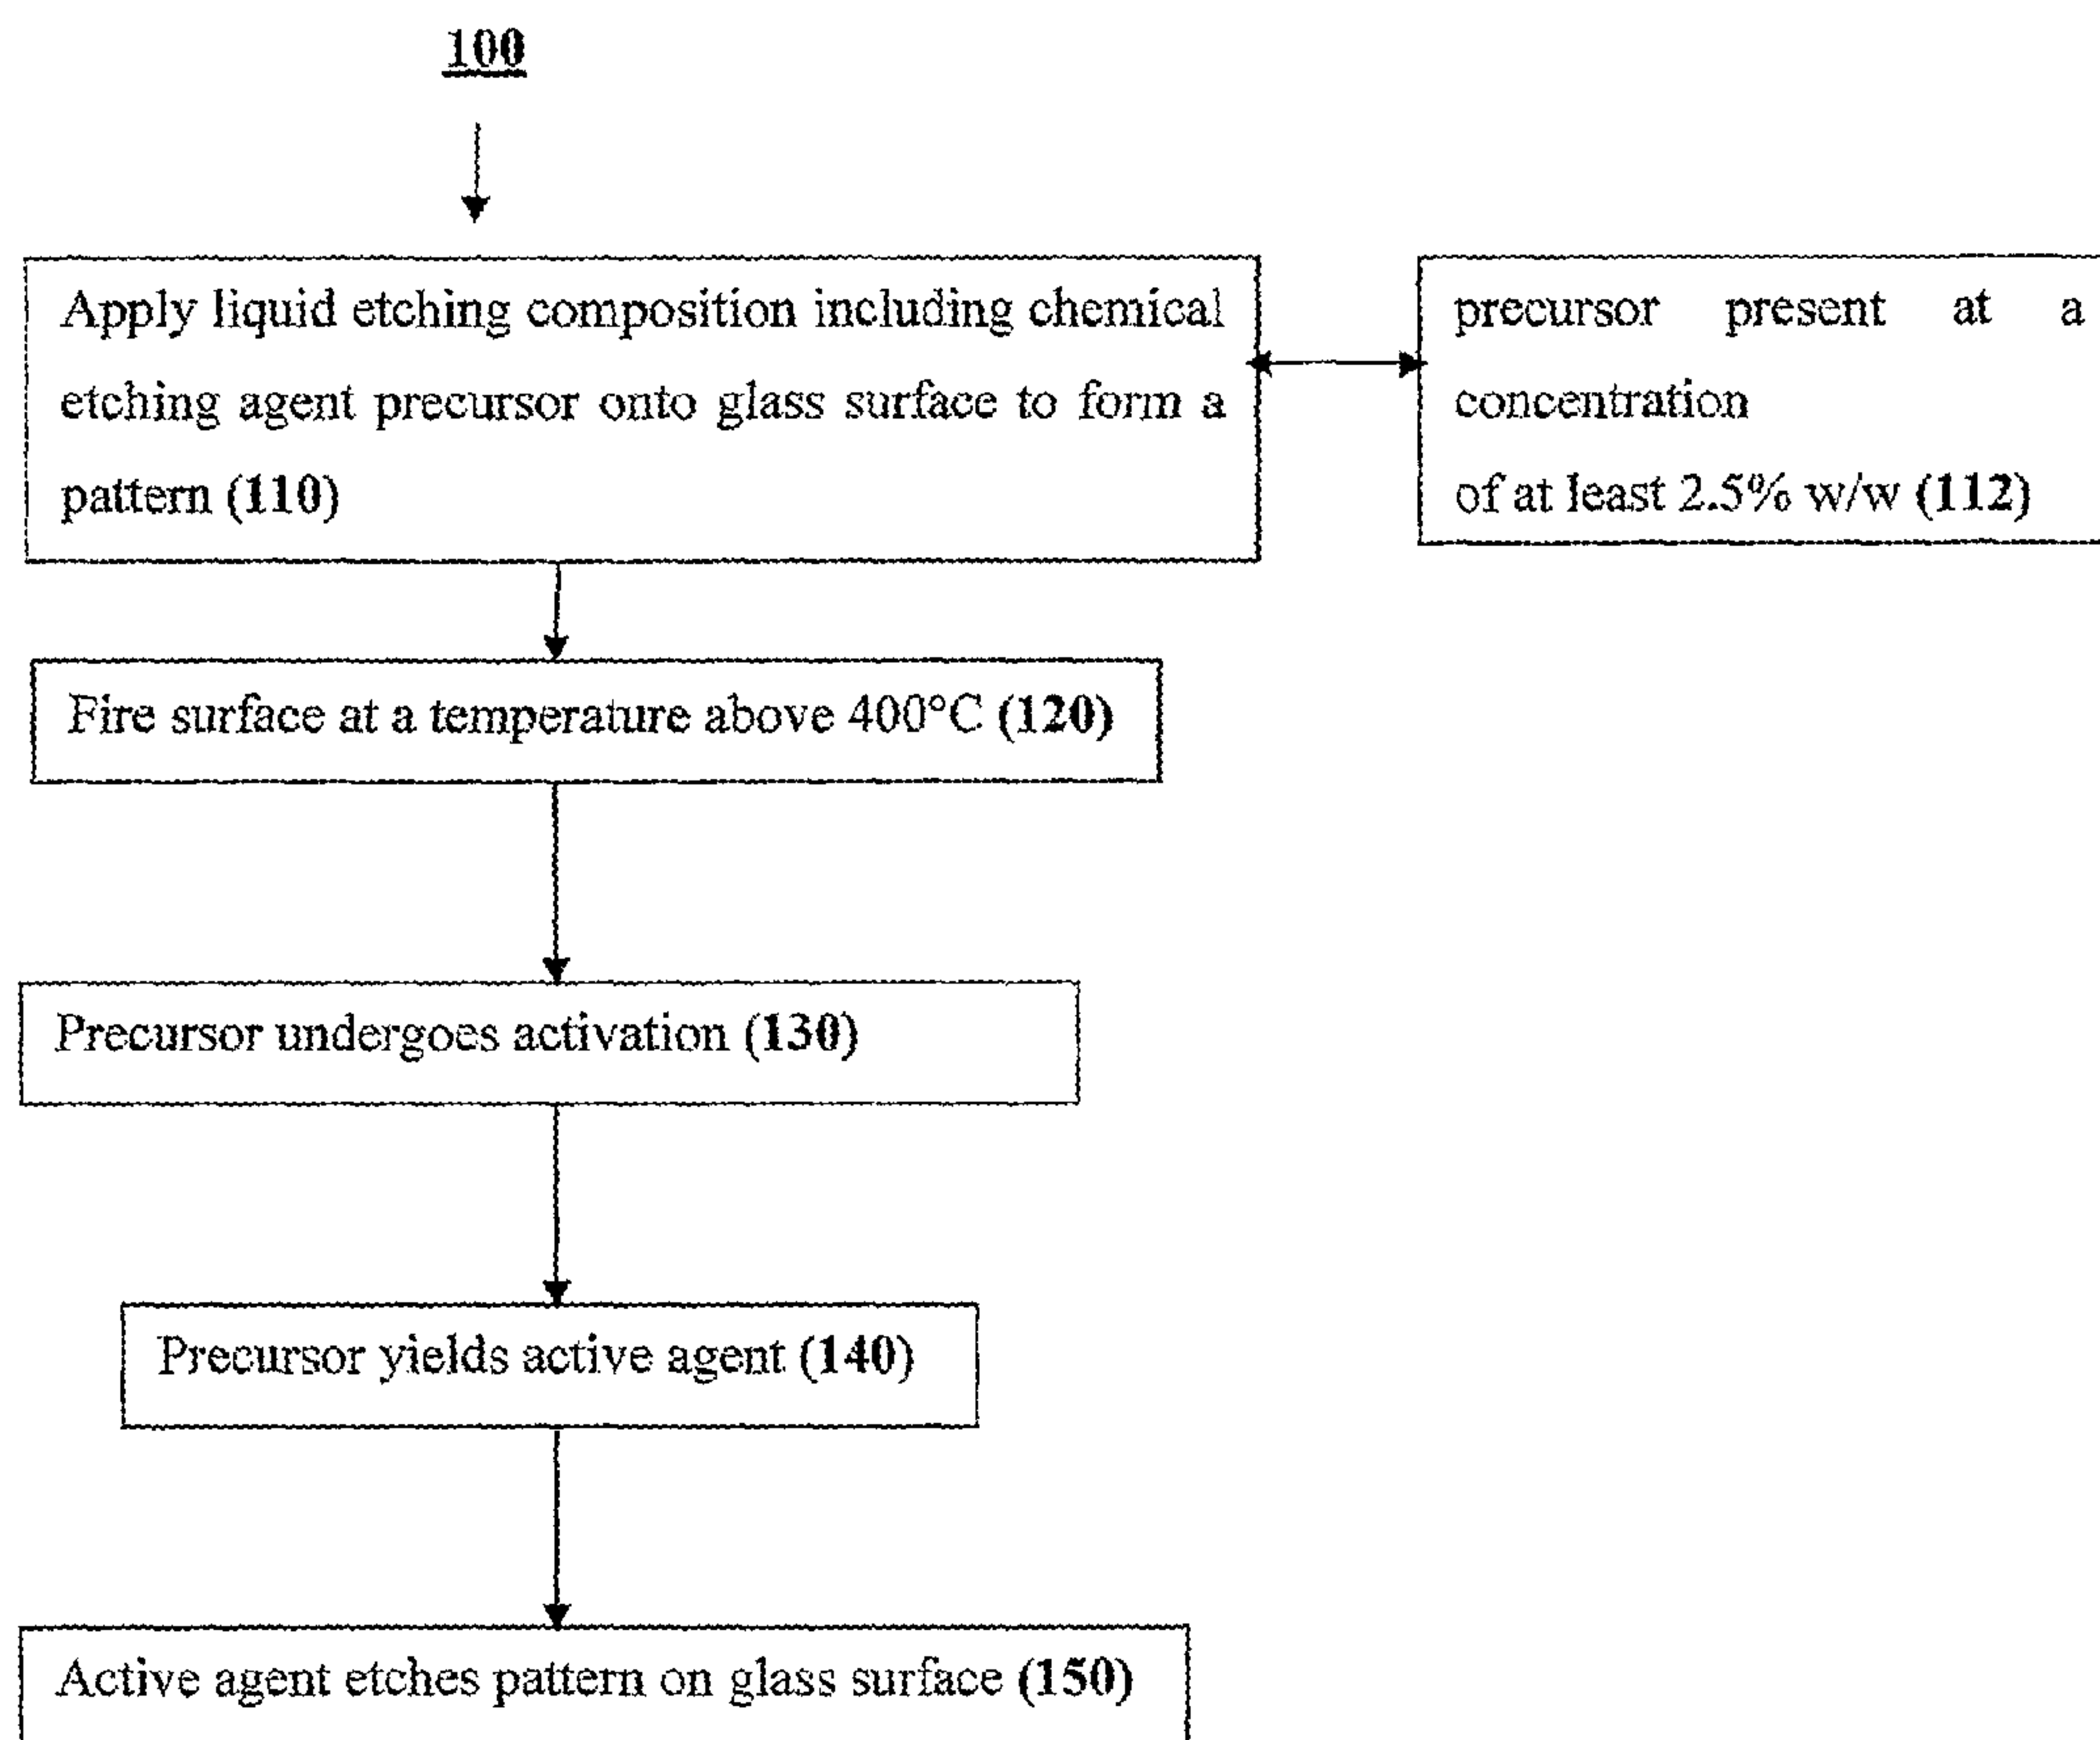 100
Apply liquid etching composition including chemical
etching agent precursor onto glass surface to form a
pattern (110)
precursor present at a
concentration
of at least 2.5% w/w (112)
Fire surface at a temperature above 400°C (120)
Precursor undergoes activation (130)
Precursor yields active agent (140)
Active agent etches pattern on glass surface (150)